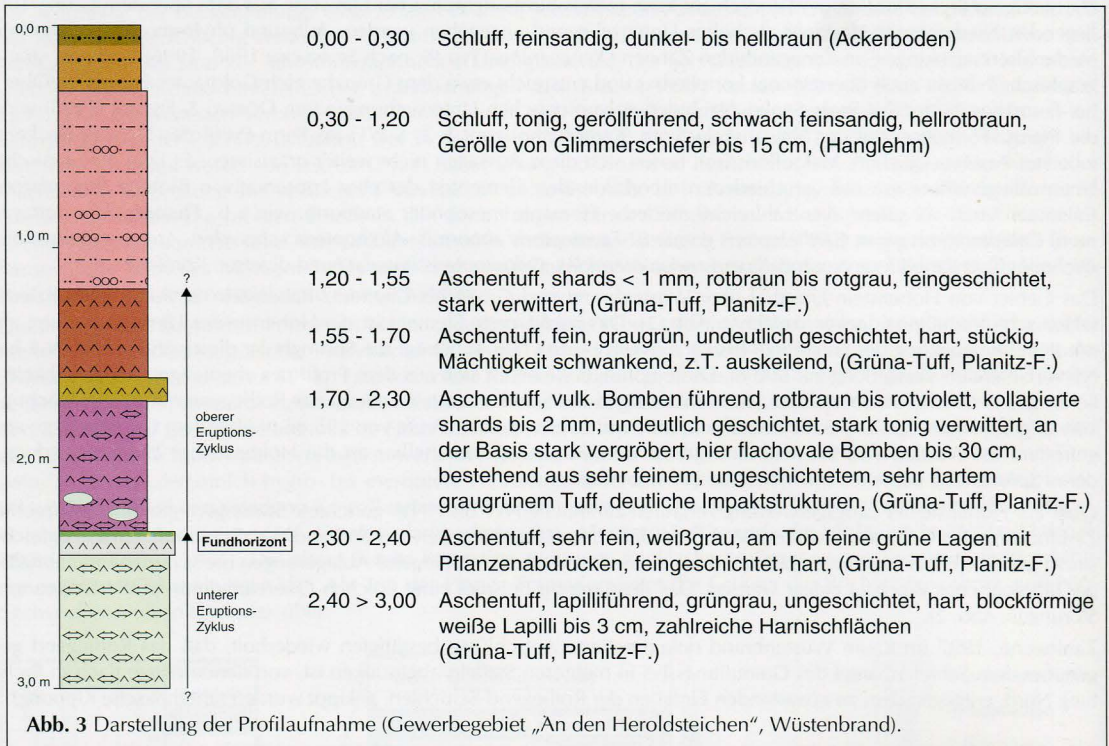 0,0 m
0,00 - 0,30 Schluff, feinsandig, dunkel- bis hellbraun (Ackerboden)
0,30 - 1,20 Schluff, tonig, geröllführend, schwach feinsandig, hellrotbraun,
Gerölle von Glimmerschiefer bis 15 cm, (Hanglehm)
1,0 m
?
1,20 - 1,55 Aschentuff, shards < 1 mm, rotbraun bis rotgrau, feingeschichtet,
stark verwittert, (Grüna-Tuff, Planitz-F.)
1,55 - 1,70 Aschentuff, fein, graugrün, undeutlich geschichtet, hart, stückig,
Mächtigkeit schwankend, z. T. auskeilend, (Grüna-Tuff, Planitz-F.)
oberer
Eruptions-
Zyklus
1,70 - 2,30 Aschentuff, vulk. Bomben führend, rotbraun bis rotviolett, kollabierte
shards bis 2 mm, undeutlich geschichtet, stark tonig verwittert, an
der Basis stark vergröbert, hier flachovale Bomben bis 30 cm,
bestehend aus sehr feinem, ungeschichtetem, sehr hartem
graugrünem Tuff, deutliche Impaktstrukturen, (Grüna-Tuff, Planitz-F.)
2,0 m
Fundhorizont
2,30 - 2,40 Aschentuff, sehr fein, weißgrau, am Top feine grüne Lagen mit
Pflanzenabdrücken, feingeschichtet, hart, (Grüna-Tuff, Planitz-F.)
unterer
Eruptions-
Zyklus
2,40 - 3,00 Aschentuff, lapilliführend, grüngrau, ungeschichtet, hart, blockförmige
weiße Lapilli bis 3 cm, zahlreiche Harnischflächen
(Grüna-Tuff, Planitz-F.)
3,0 m
?
Abb. 3 Darstellung der Profilaufnahme (Gewerbegebiet „An den Heroldsteichen“, Wüstenbrand).